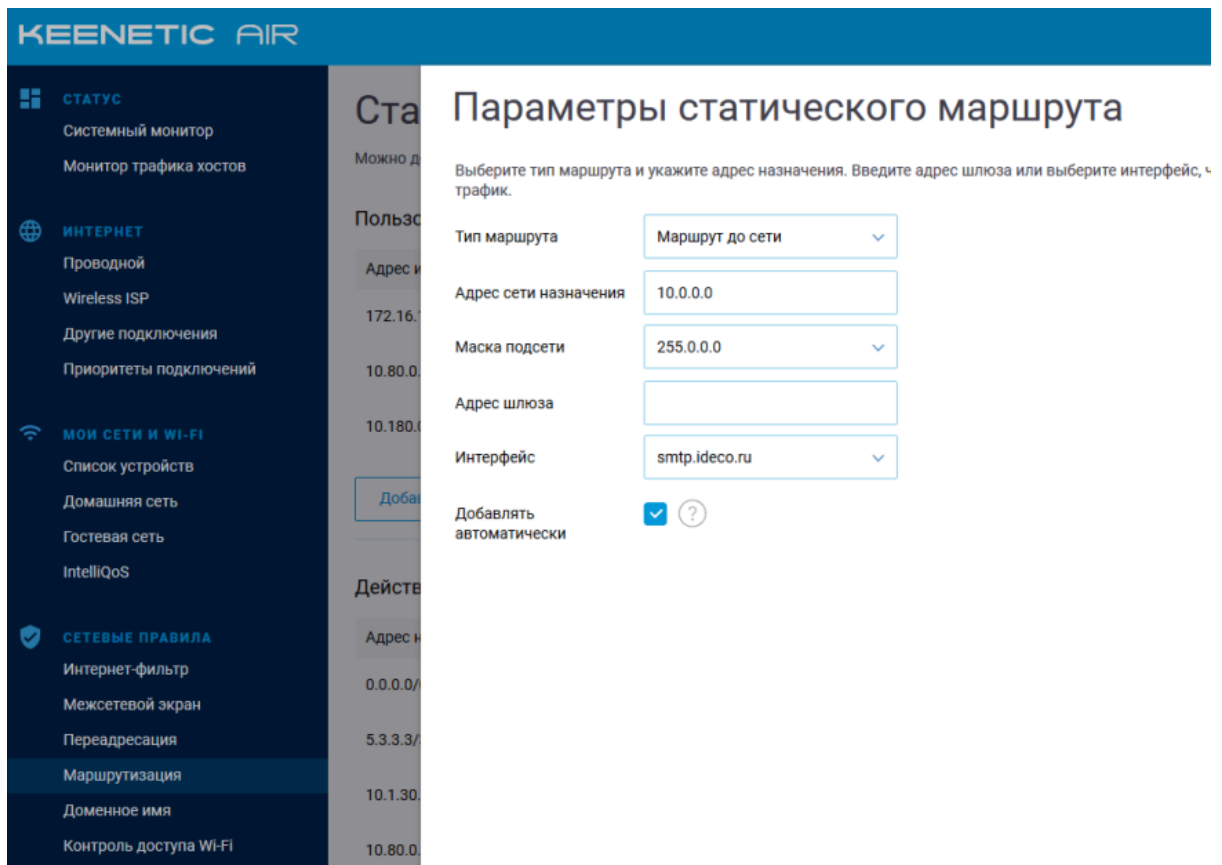 KEENETIC AIR
СТАТУС
Системный монитор
Монитор трафика хостов
ИНТЕРНЕТ
Проводной
Wireless ISP
Другие подключения
Приоритеты подключений
МОИ СЕТИ И WI-FI
Список устройств
Домашняя сеть
Гостевая сеть
IntelliQoS
СЕТЕВЫЕ ПРАВИЛА
Интернет-фильтр
Межсетевой экран
Переадресация
Маршрутизация
Доменное имя
Контроль доступа Wi-Fi
Ста
Можно д
Пользо
Адрес и
172.16.
10.80.0.
10.180.0
Доба
Действ
Адрес н
0.0.0.0/
5.3.3.3/
10.1.30.
10.80.0.
Параметры статического маршрута
Выберите тип маршрута и укажите адрес назначения. Введите адрес шлюза или выберите интерфейс, ч
трафик.
Тип маршрута Маршрут до сети
Адрес сети назначения 10.0.0.0
Маска подсети 255.0.0.0
Адрес шлюза
Интерфейс smtp.ideco.ru
Добавлять
автоматически ?